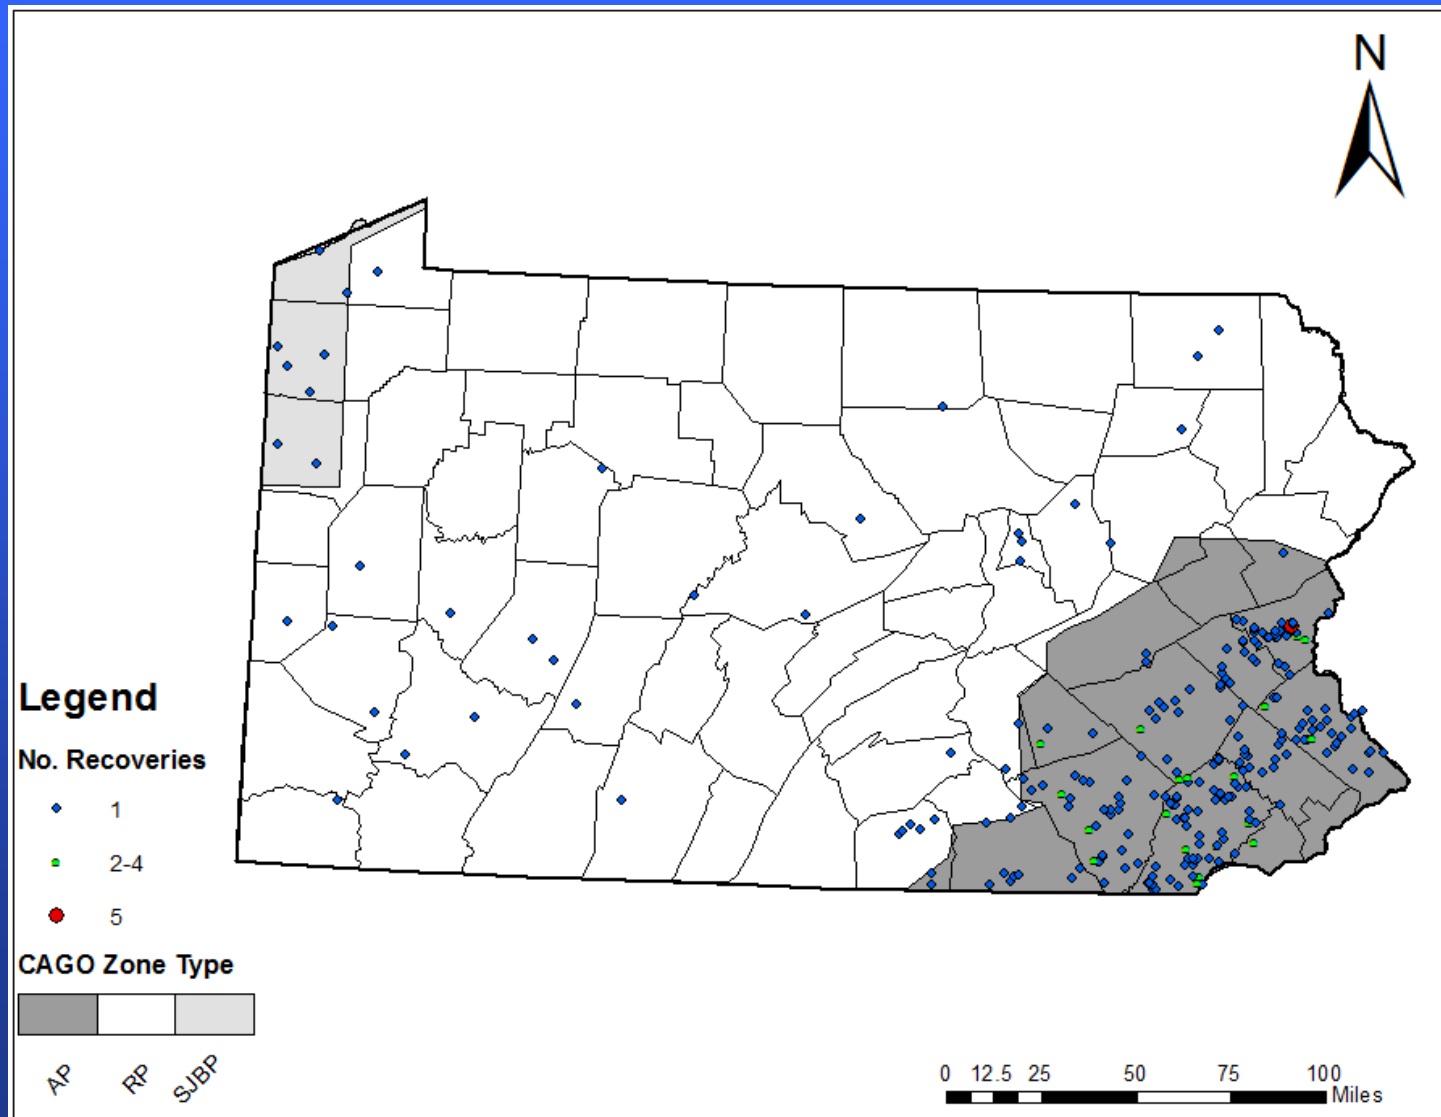 N
Legend
No. Recoveries
1
2-4
5
CAGO Zone Type
AP RP SJBP
0 12.5 25 50 75 100
Miles